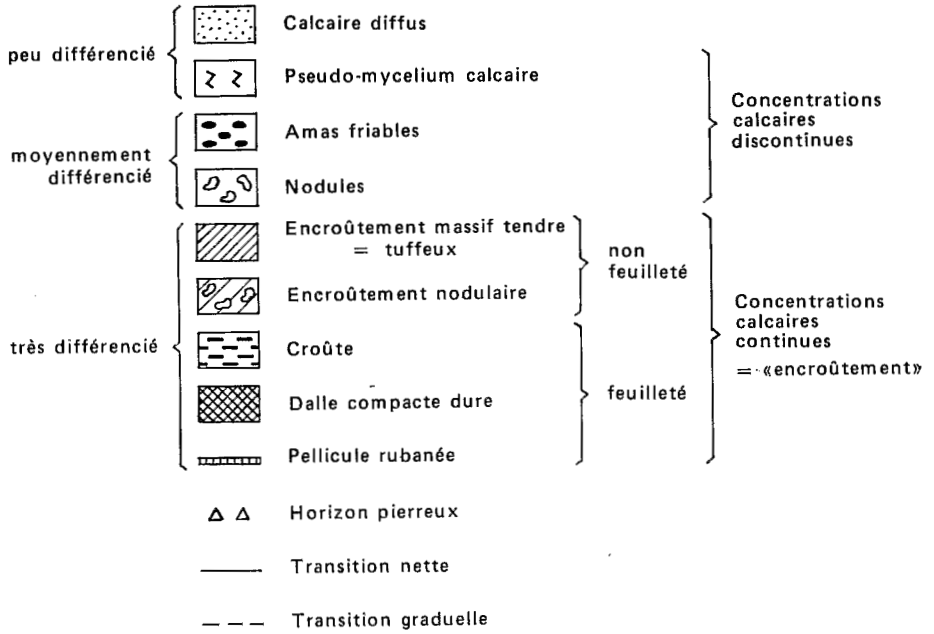 peu différencié
Calcaire diffus
Pseudo-mycelium calcaire
moyennement
différencié
Amas friables
Nodules
Concentrations
calcaires
discontinues
très différencié
Encroûtement massif tendre
= tuffeux
Encroûtement nodulaire
non
feuilleté
Croûte
Dalle compacte dure
Pellicule rubanée
feuilleté
Concentrations
calcaires
continues
= «encroûtement»
Horizon pierreux
Transition nette
Transition graduelle